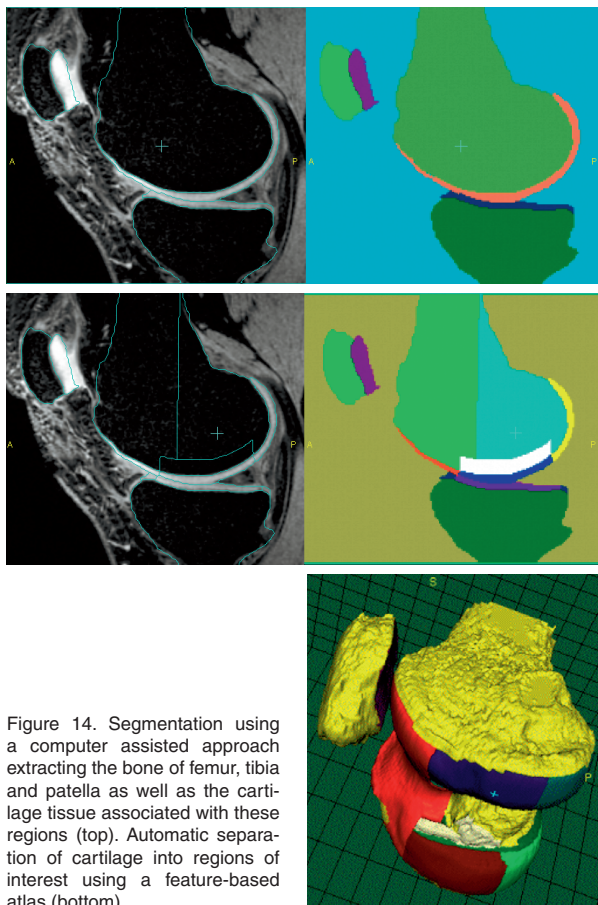 A P A P
A P A P
S
P
Figure 14. Segmentation using
a computer assisted approach
extracting the bone of femur, tibia
and patella as well as the carti-
lage tissue associated with these
regions (top). Automatic separa-
tion of cartilage into regions of
interest using a feature-based
atlas (bottom)